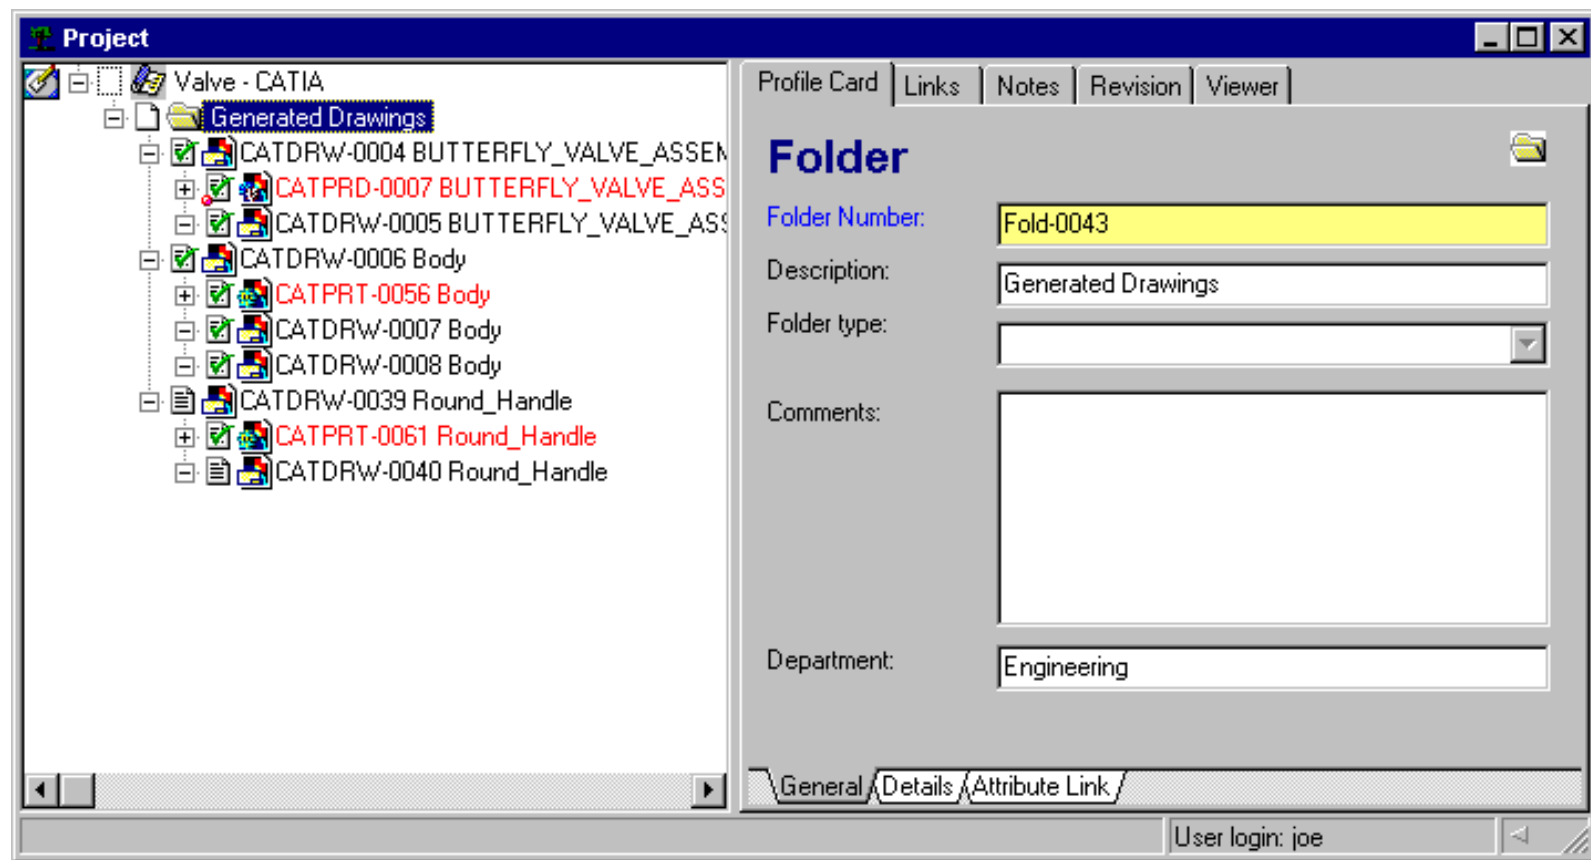 Project
Valve - CATIA
Generated Drawings
CATDRW-0004 BUTTERFLY_VALVE_ASSEM
CATPRD-0007 BUTTERFLY_VALVE_ASS
CATDRW-0005 BUTTERFLY_VALVE_ASS
CATDRW-0006 Body
CATPRT-0056 Body
CATDRW-0007 Body
CATDRW-0008 Body
CATDRW-0039 Round_Handle
CATPRT-0061 Round_Handle
CATDRW-0040 Round_Handle
Profile Card Links Notes Revision Viewer
Folder
Folder Number: Fold-0043
Description: Generated Drawings
Folder type:
Comments:
Department: Engineering
General Details Attribute Link
User login: joe